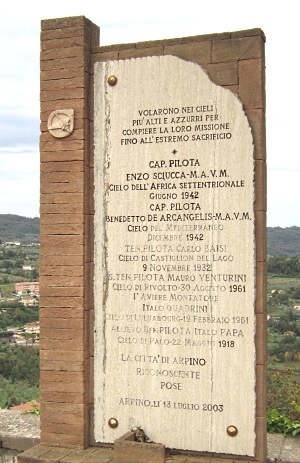 VOLARONO NEI CIELI
PIU' ALTI E AZZURRI PER
COMPIERE LA LORO MISSIONE
FINO ALL'ESTREMO SACRIFICIO
CAP. PILOTA
ENZO SCIUCCA-M.A.V.M.
CIELO DELL'AFRICA SETTENTRIONALE
GIUGNO 1942
CAP. PILOTA
BENEDETTO DE ARCANGELIS-M.A.V.M.
CIELO DEL MEDITERRANEO
DICEMBRE 1942
TEN. PILOTA CARLO BAISI
CIELO DI CASTIGLION DEL LAGO
9 NOVEMBRE 1932
S. TEN. PILOTA MAURO VENTURINI
CIELO DI RIVOLTO-30 AGOSTO 1961
1° AVIERE MONTATORE
ITALO QUADRINI
CIELO DI LULUABOURG-19 FEBBRAIO 1961
ALLIEVO UFF. PILOTA ITALO PAPA
CIELO DI PALO-22 MAGGIO 1918
LA CITTA' DI ARPINO
RICONOSCENTE
POSE
ARPINO, LI 13 LUGLIO 2003